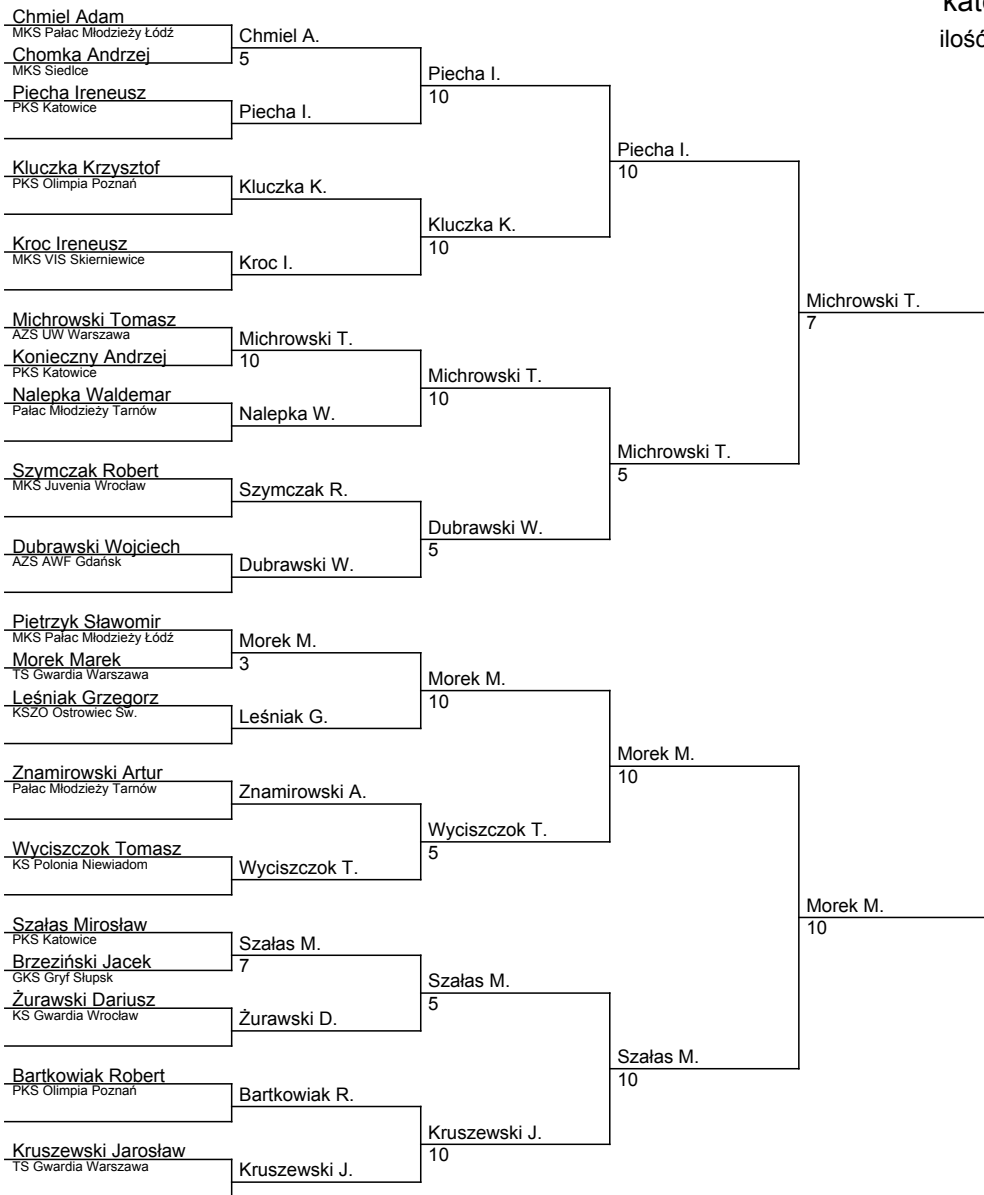 kat
ilość
Chmiel Adam
MKS Pałac Młodzieży Łódź
Chomka Andrzej
MKS Siedlce
Piecha Ireneusz
PKS Katowice
Kluczka Krzysztof
PKS Olimpia Poznań
Kroc Ireneusz
MKS VIS Skierniewice
Michrowski Tomasz
AZS UW Warszawa
Konieczny Andrzej
PKS Katowice
Nalepka Waldemar
Pałac Młodzieży Tarnów
Szymczak Robert
MKS Juvenia Wrocław
Dubrawski Wojciech
AZS AWF Gdańsk
Pietrzyk Sławomir
MKS Pałac Młodzieży Łódź
Morek Marek
TS Gwardia Warszawa
Leśniak Grzegorz
KSZO Ostrowiec Św.
Znamirowski Artur
Pałac Młodzieży Tarnów
Wyciszczok Tomasz
KS Polonia Niewiadom
Szałas Mirosław
PKS Katowice
Brzeziński Jacek
GKS Gryf Słupsk
Żurawski Dariusz
KS Gwardia Wrocław
Bartkowiak Robert
PKS Olimpia Poznań
Kruszewski Jarosław
TS Gwardia Warszawa
Chmiel A.
5
Piecha I.
Kluczka K.
Kroc I.
Michrowski T.
10
Nalepka W.
Szymczak R.
Dubrawski W.
Morek M.
3
Leśniak G.
Znamirowski A.
Wyciszczok T.
Szałas M.
7
Żurawski D.
Bartkowiak R.
Kruszewski J.
Piecha I.
10
Kluczka K.
10
Michrowski T.
10
Dubrawski W.
5
Morek M.
10
Wyciszczok T.
5
Szałas M.
5
Kruszewski J.
10
Piecha I.
10
Michrowski T.
5
Morek M.
10
Szałas M.
10
Michrowski T.
7
Morek M.
10